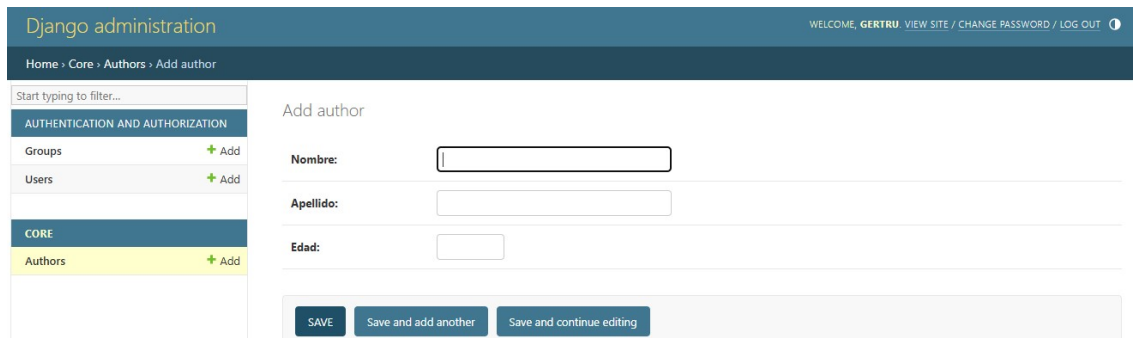 Django administration
WELCOME, GERTRU. VIEW SITE / CHANGE PASSWORD / LOG OUT
Home › Core › Authors › Add author
Start typing to filter...
AUTHENTICATION AND AUTHORIZATION
Groups + Add
Users + Add
CORE
Authors + Add
Add author
Nombre:
Apellido:
Edad:
SAVE Save and add another Save and continue editing